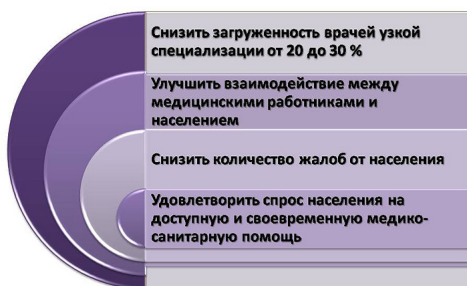 Снизить загруженность врачей узкой
специализации от 20 до 30 %
Улучшить взаимодействие между
медицинскими работниками и
населением
Снизить количество жалоб от населения
Удовлетворить спрос населения на
доступную и своевременную медико-
санитарную помощь